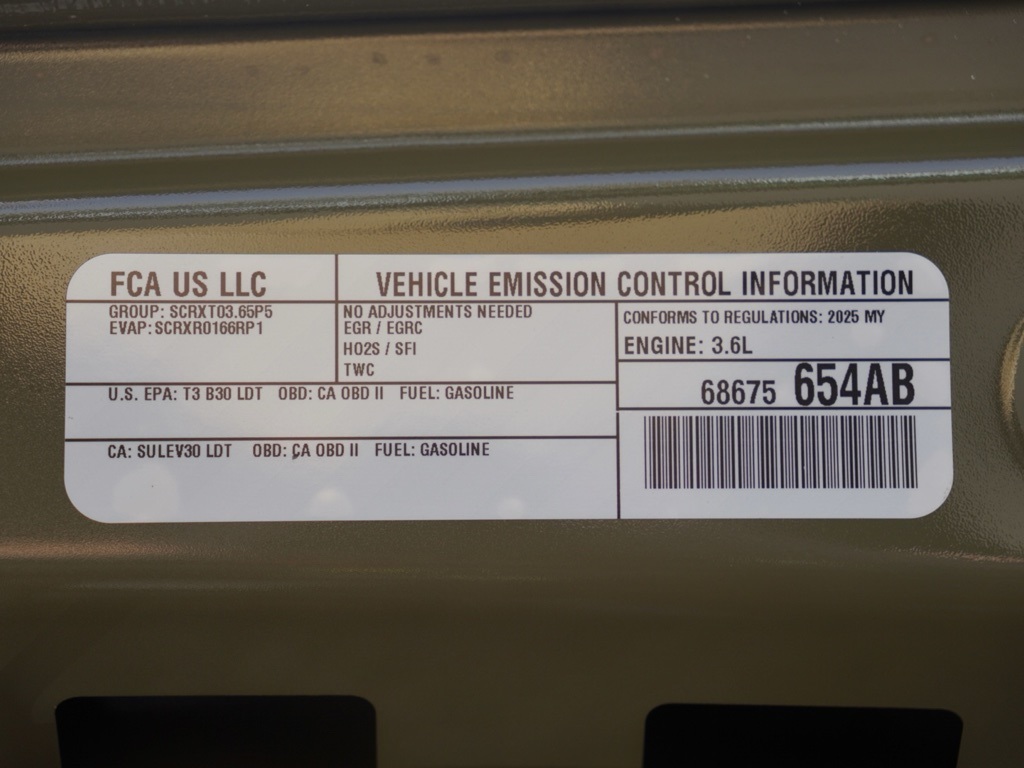 FCA US LLC
VEHICLE EMISSION CONTROL INFORMATION
GROUP: SCRXT03.65P5
EVAP: SCRXR0166RP1
NO ADJUSTMENTS NEEDED
EGR / EGRC
HO2S / SFI
TWC
CONFORMS TO REGULATIONS: 2025 MY
ENGINE: 3.6L
U.S. EPA: T3 B30 LDT OBD: CA OBD II FUEL: GASOLINE
68675 654AB
CA: SULEV30 LDT OBD: CA OBD II FUEL: GASOLINE